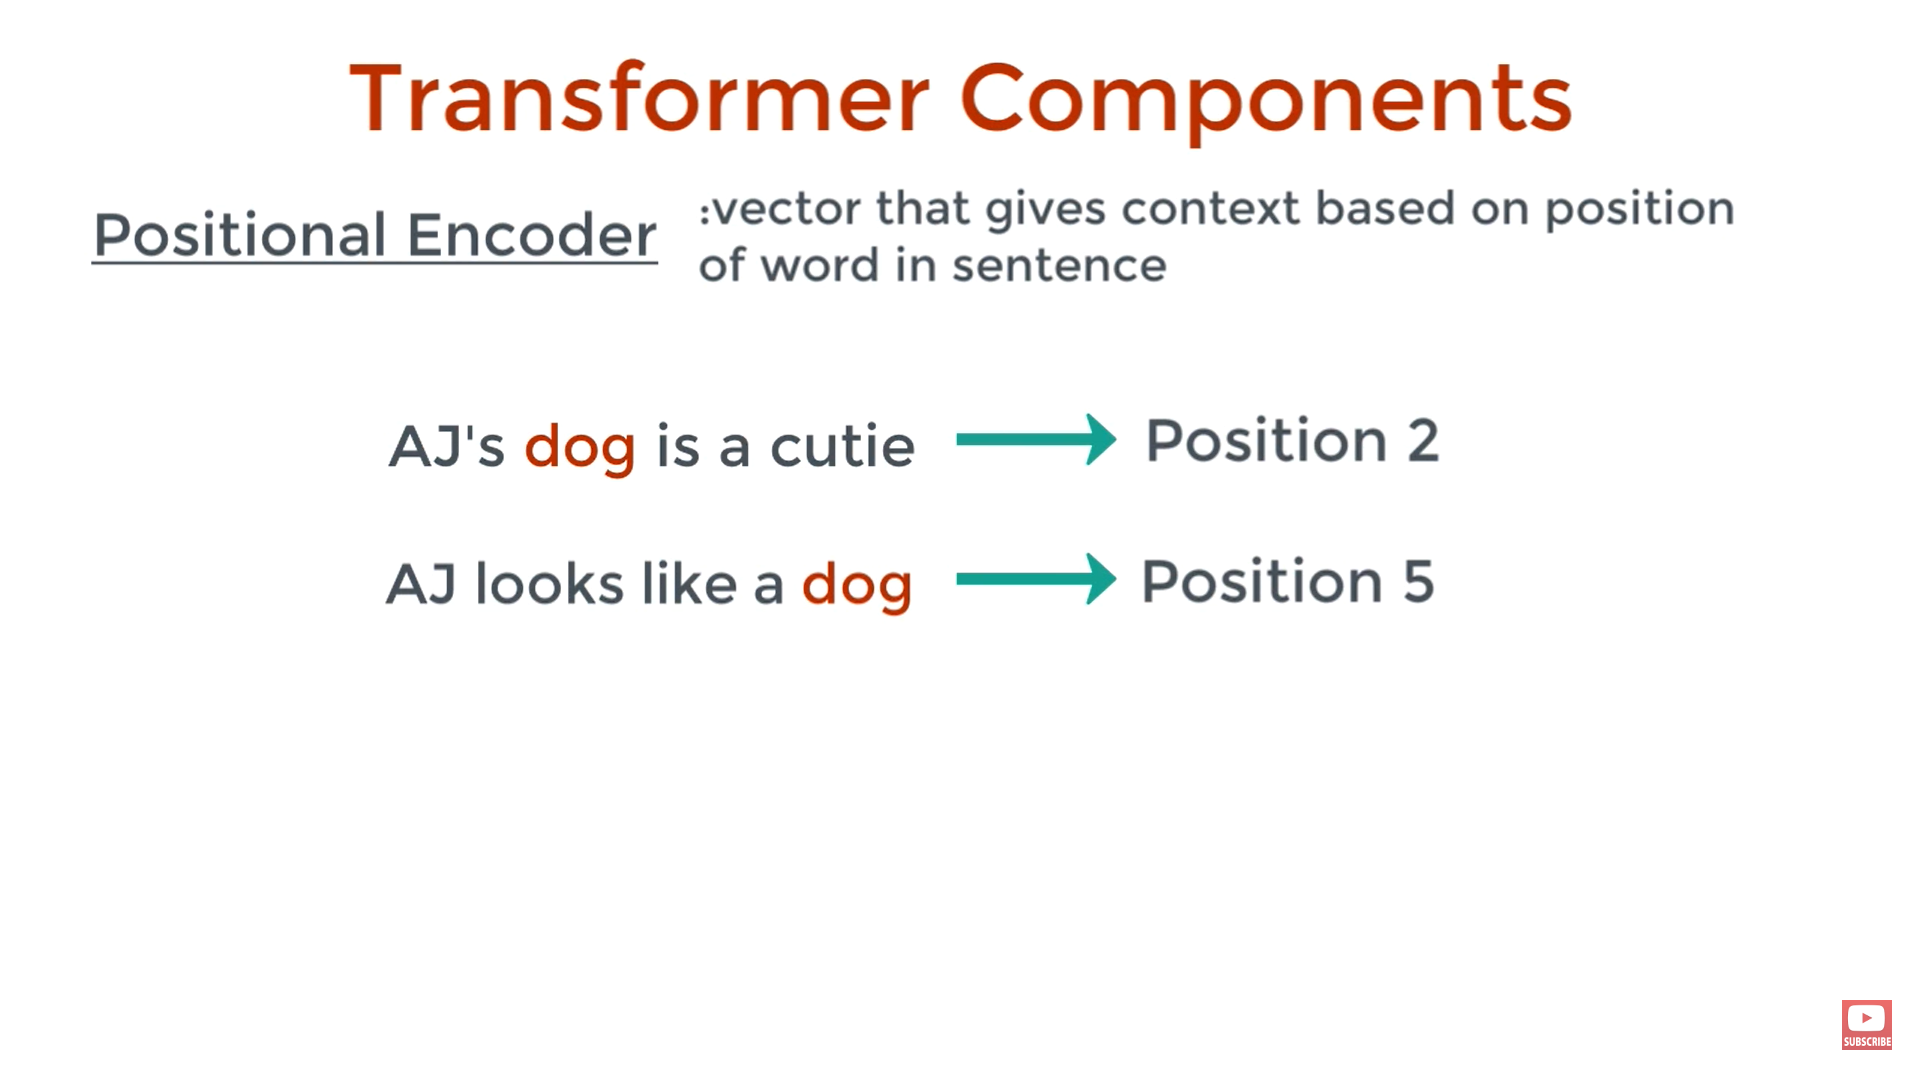 Transformer Components
Positional Encoder
:vector that gives context based on position
of word in sentence
AJ's dog is a cutie
Position 2
AJ looks like a dog
Position 5
SUBSCRIBE